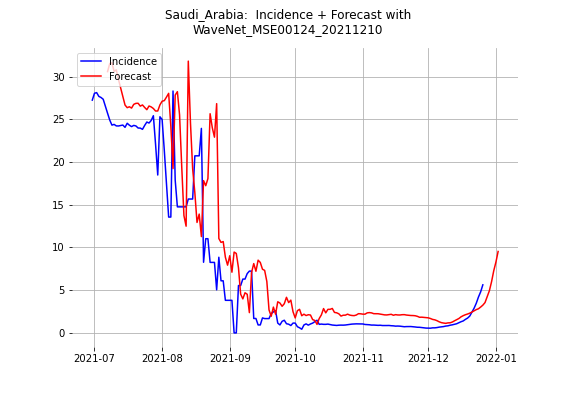 Saudi_Arabia:  Incidence + Forecast with
WaveNet_MSE00124_20211210
Incidence
Forecast
30
25
20
15
10
5
0
2021-07 2021-08 2021-09 2021-10 2021-11 2021-12 2022-01